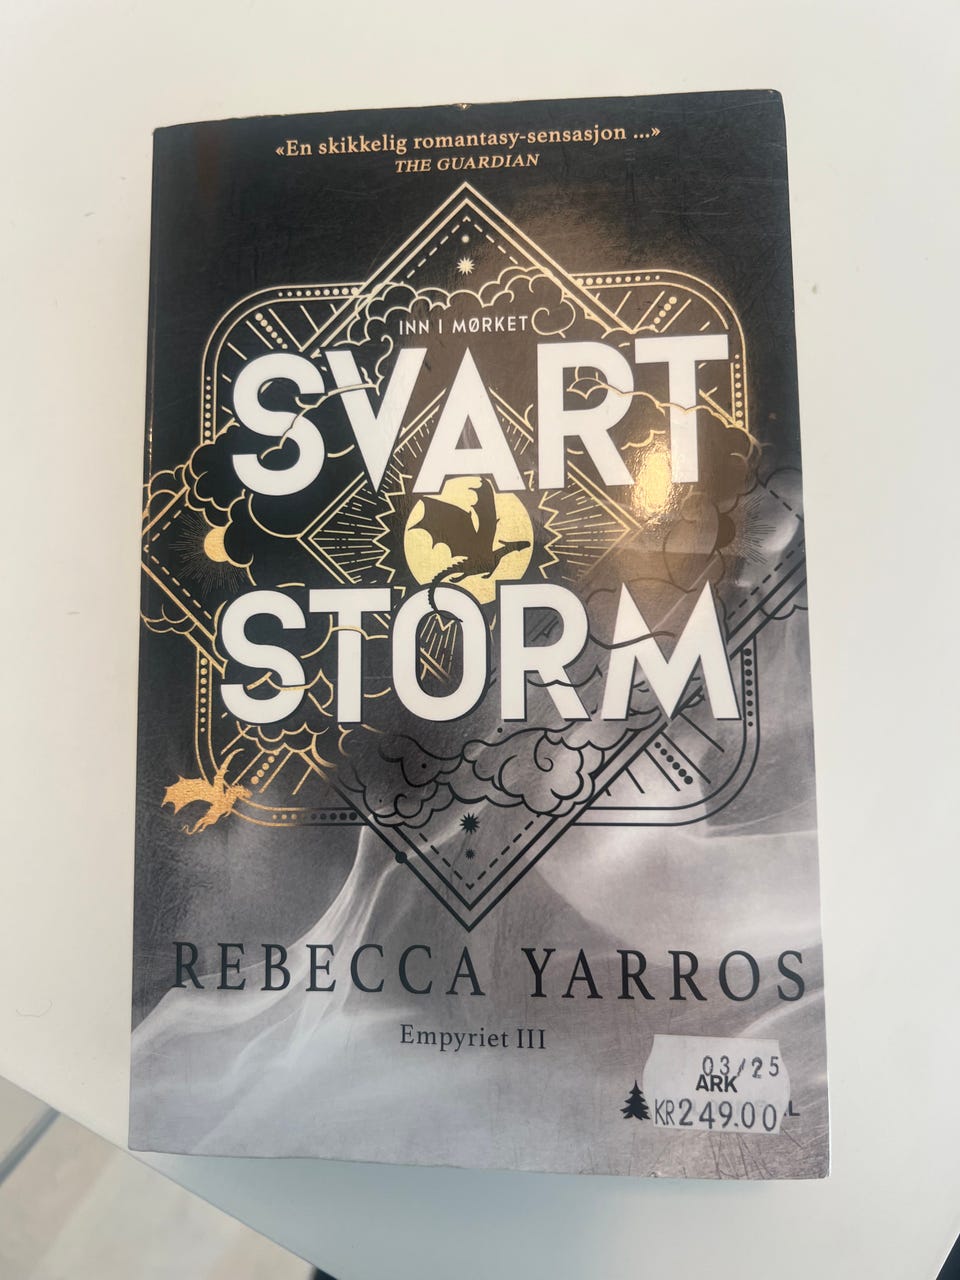 «En skikkelig romantasy-sensasjon ...»
THE GUARDIAN
INN I MØRKET
SVART
STORM
REBECCA YARROS
Empyriet III
03/25
ARK
KR249.00
L